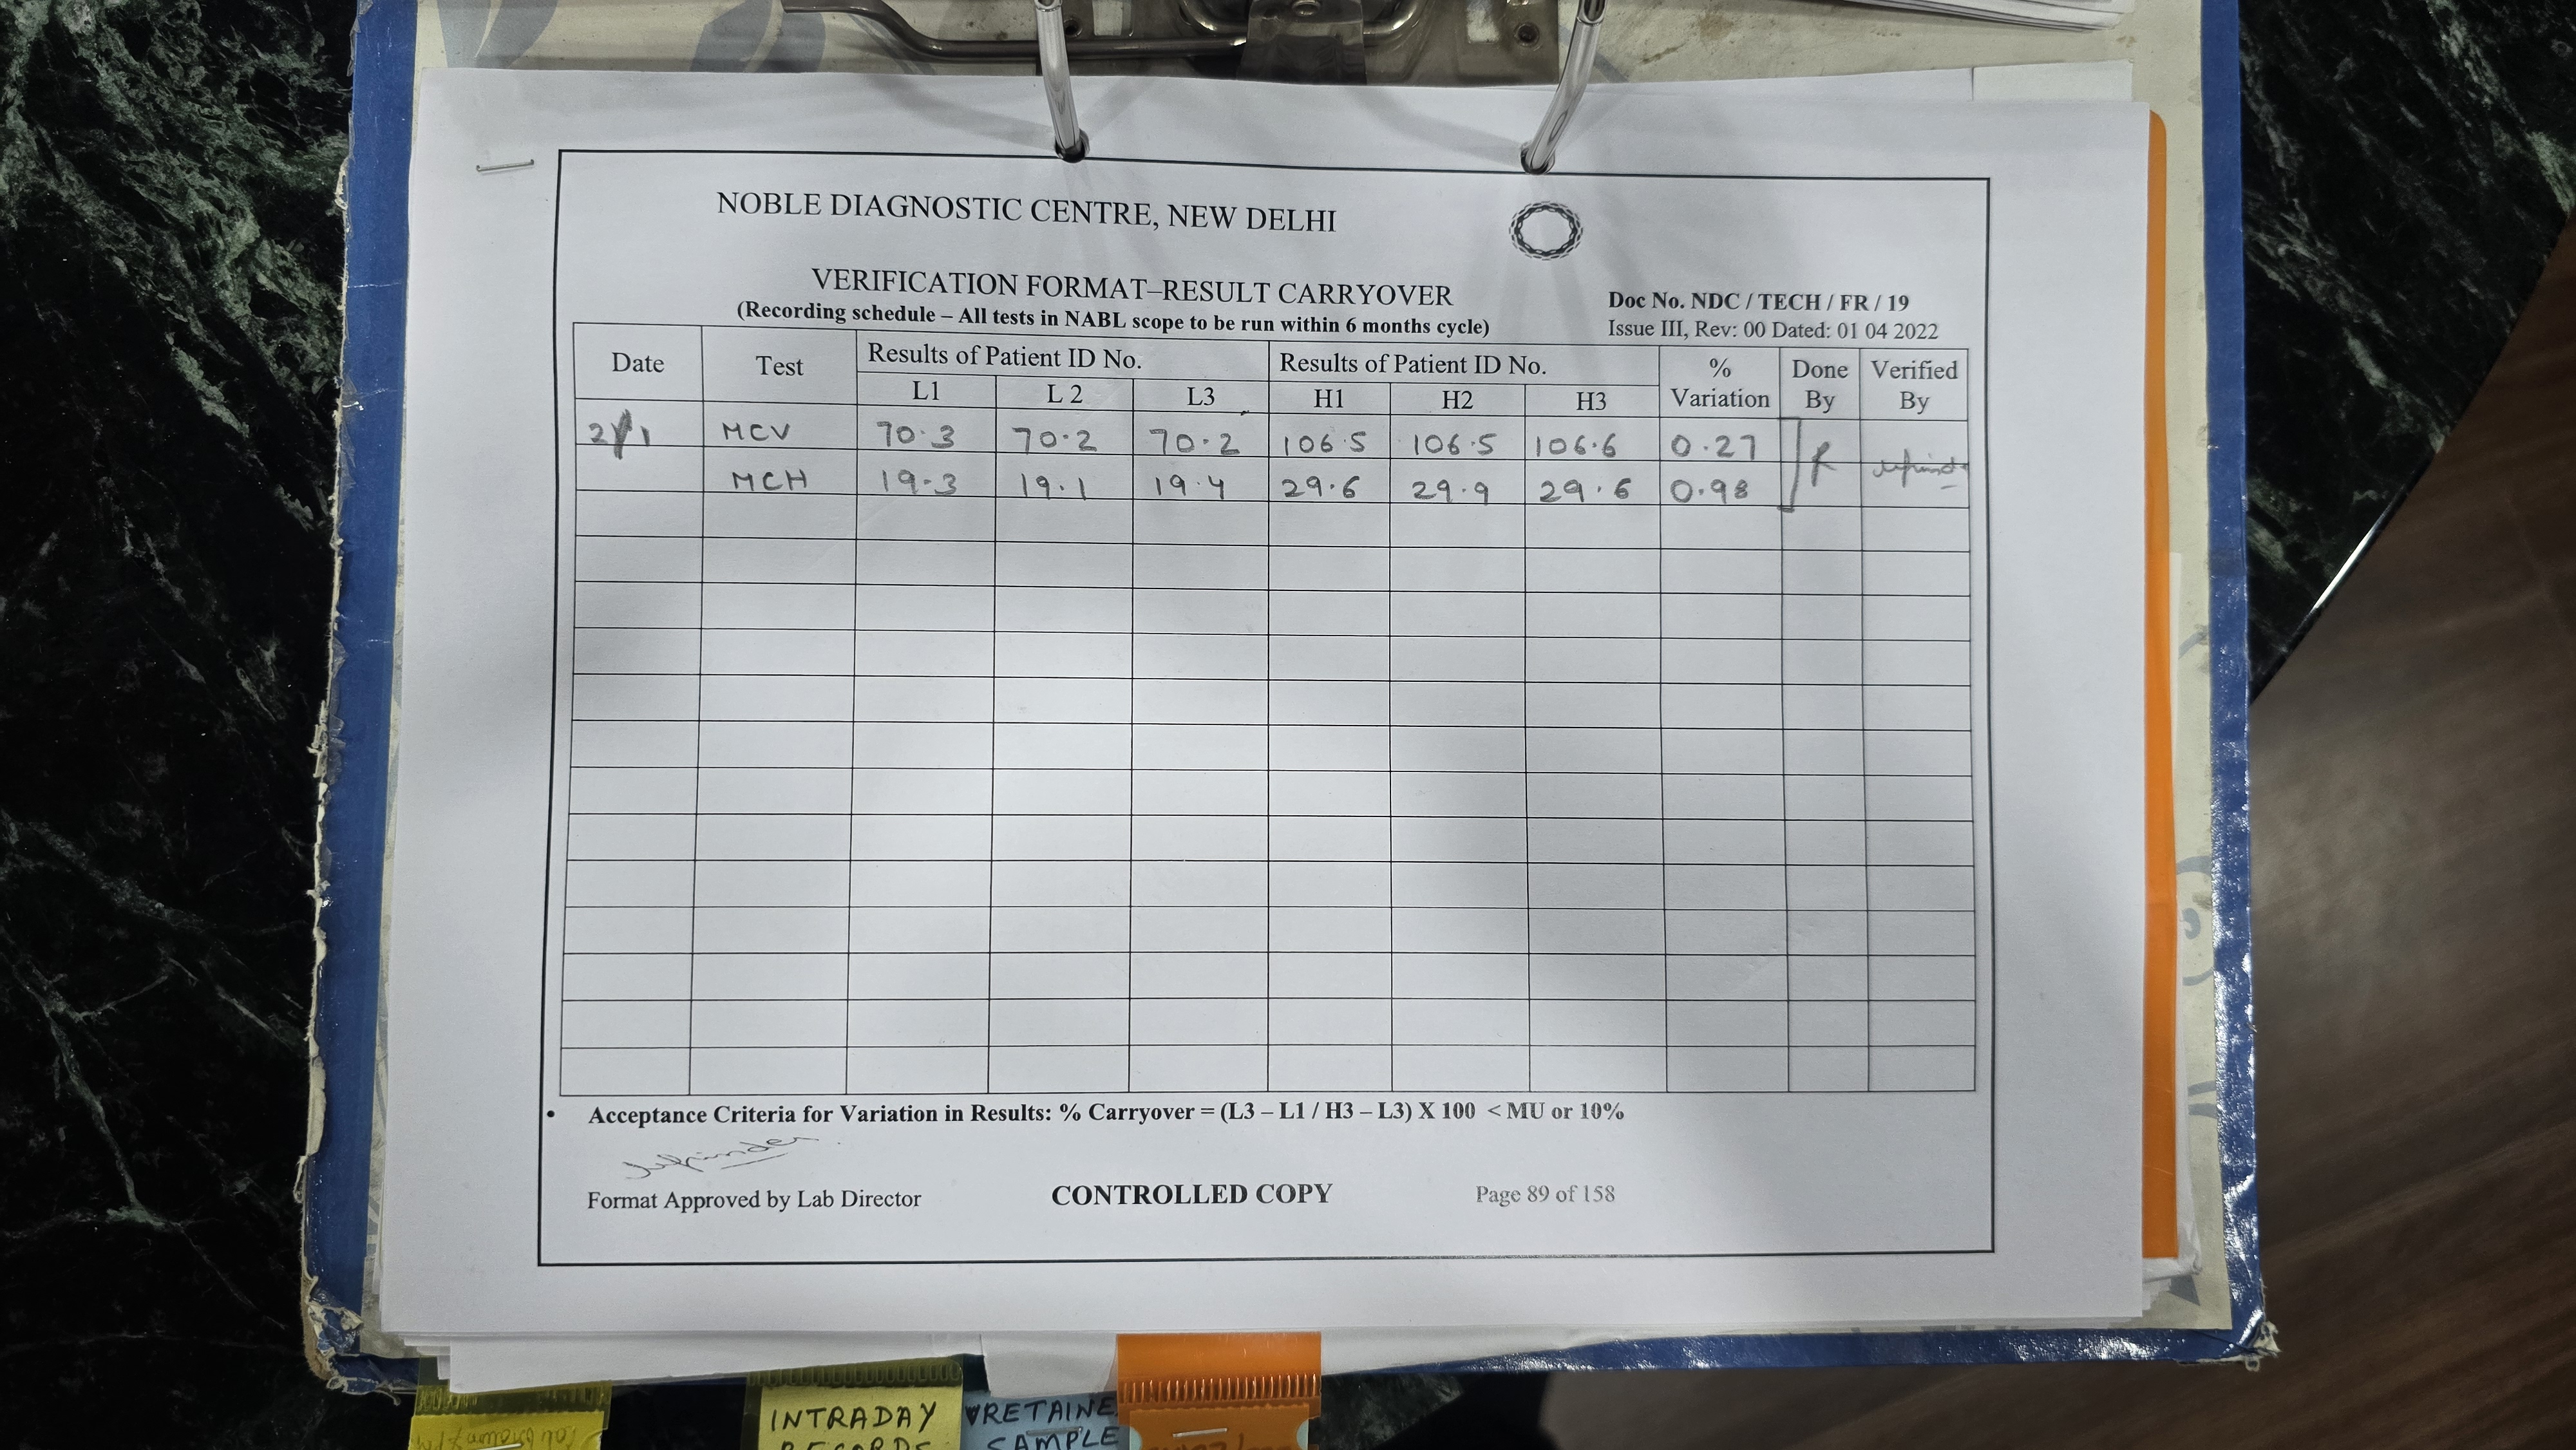 NOBLE DIAGNOSTIC CENTRE, NEW DELHI
Doc No. NDC / TECH / FR / 19
VERIFICATION FORMAT–RESULT CARRYOVER
Issue III, Rev: 00 Dated: 01 04 2022
(Recording schedule – All tests in NABL scope to be run within 6 months cycle)
Date Test Results of Patient ID No. Results of Patient ID No. % Variation Done By Verified By
L1 L 2 L3 H1 H2 H3
MCV 70.3 70.2 70.2 106.5 106.5 106.6 0.27
MCH 19.3 19.1 19.4 29.6 29.9 29.6 0.98
• Acceptance Criteria for Variation in Results: % Carryover = (L3 – L1 / H3 – L3) X 100 < MU or 10%
Format Approved by Lab Director CONTROLLED COPY Page 89 of 158
INTRADAY
RETAINE
SAMPLE